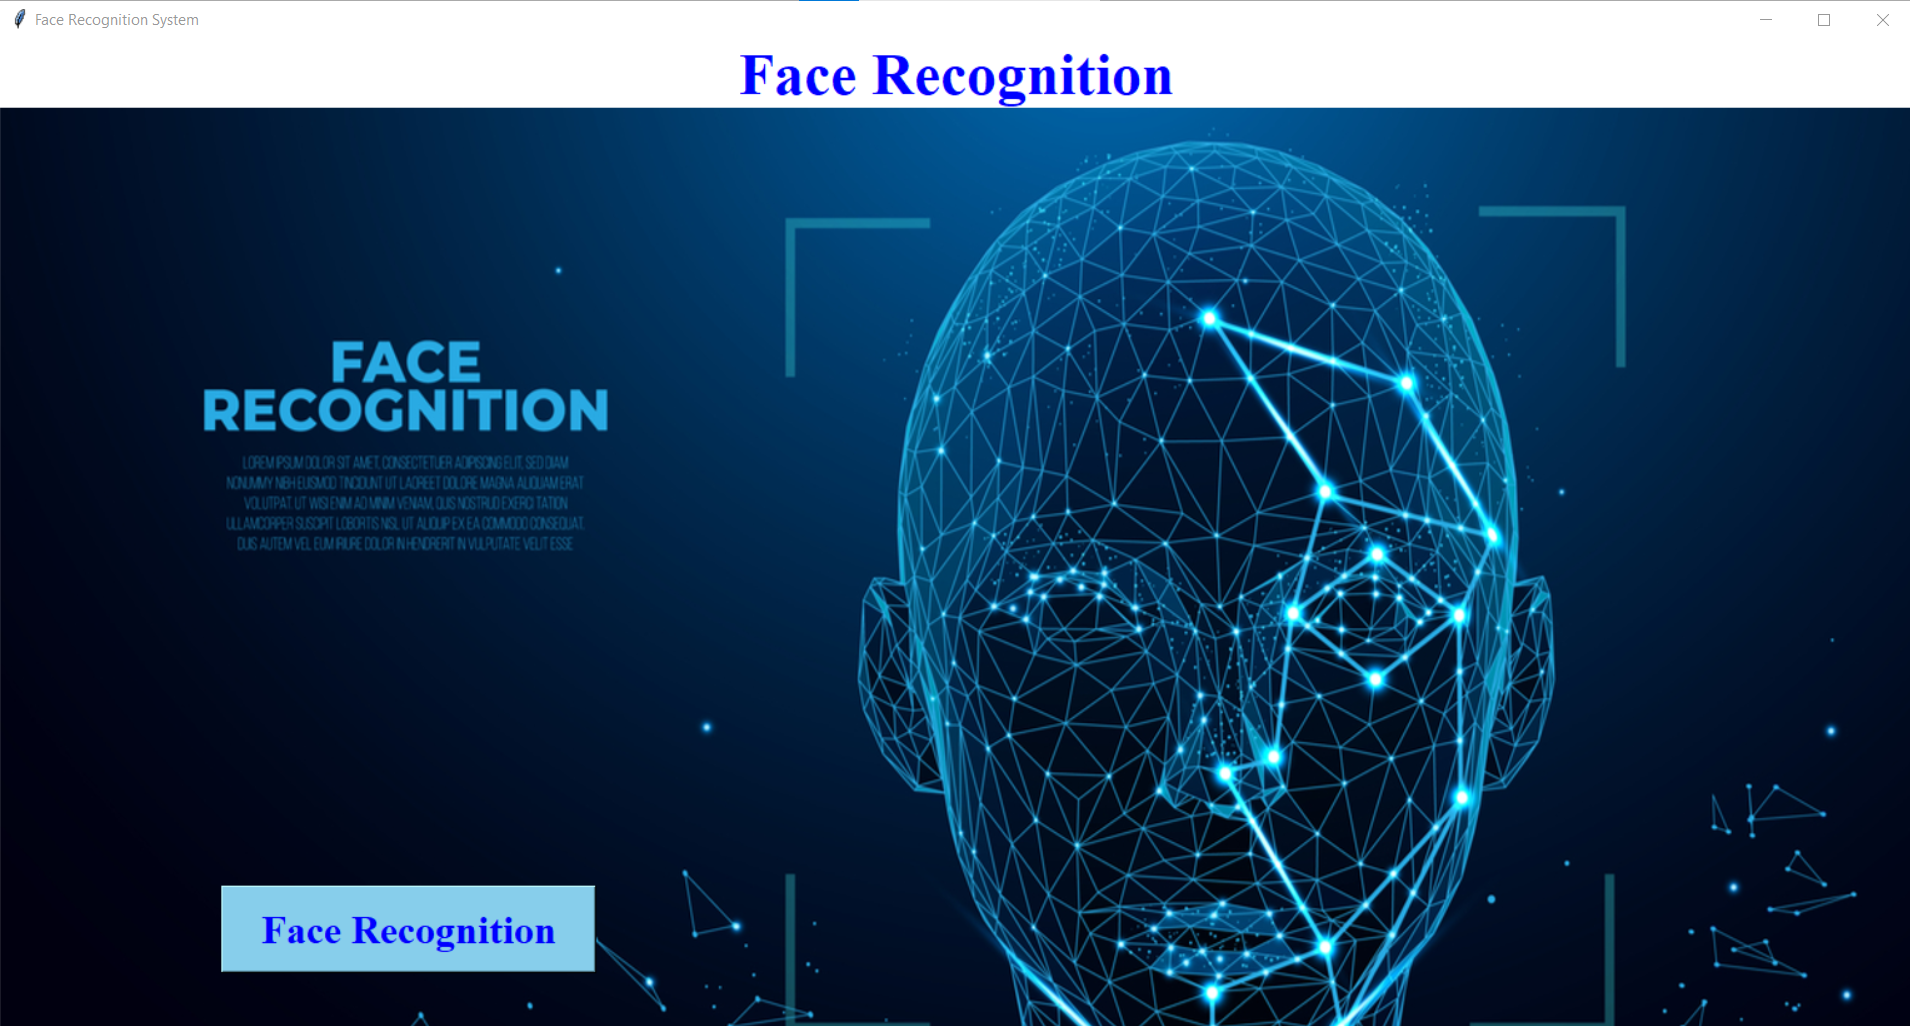 Face Recognition System
Face Recognition
FACE
RECOGNITION
LOREM IPSUM DOLOR SIT AMET, CONSECTETUER ADIPISCING ELIT, SED DIAM
NONUMMY NIBH EUISMOD TINCIDUNT UT LAOREET DOLORE MAGNA ALIQUAM ERAT
VOLUTPAT. UT WISI ENIM AD MINIM VENIAM, QUIS NOSTRUD EXERCI TATION
ULLAMCORPER SUSCIPIT LOBORTIS NISL UT ALIQUIP EX EA COMMODO CONSEQUAT.
DUIS AUTEM VEL EUM IRIURE DOLOR IN HENDRERIT IN VULPUTATE VELIT ESSE
Face Recognition